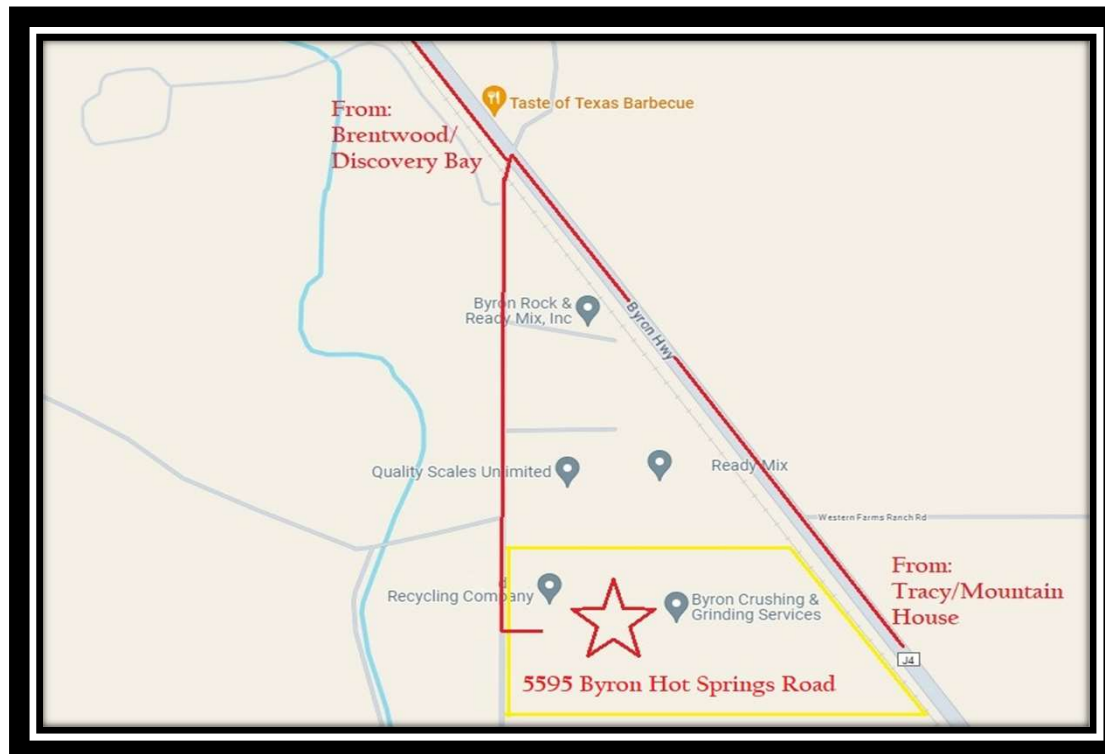 Taste of Texas Barbecue
From:
Brentwood/
Discovery Bay
Byron Rock &
Ready Mix, Inc
Byron Hwy
Quality Scales Unlimited
Ready Mix
Western Farms Ranch Rd
From:
Tracy/Mountain
House
d
Recycling Company
Byron Crushing &
Grinding Services
J4
5595 Byron Hot Springs Road